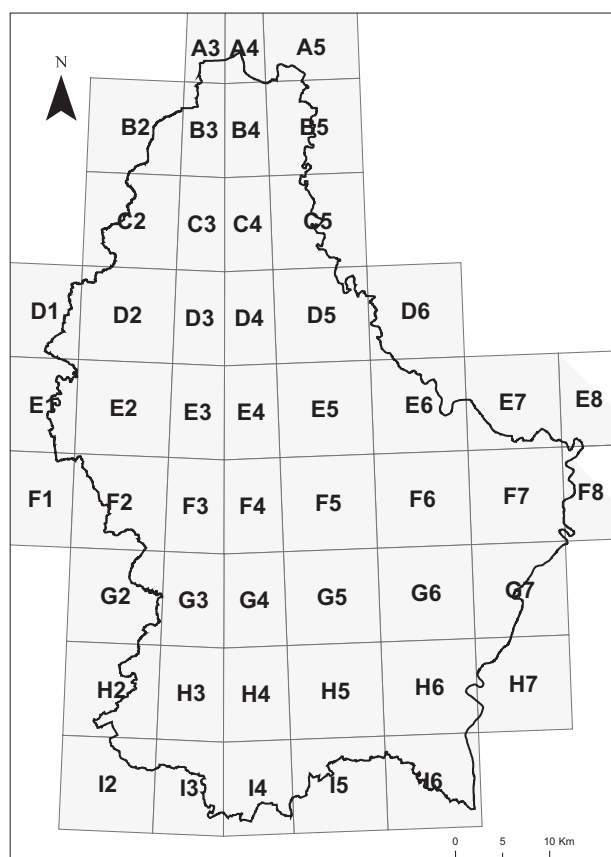 A3 A4 A5
N
B2 B3 B4 B5
C2 C3 C4 C5
D1 D2 D3 D4 D5 D6
E1 E2 E3 E4 E5 E6 E7 E8
F1 F2 F3 F4 F5 F6 F7 F8
G2 G3 G4 G5 G6 G7
H2 H3 H4 H5 H6 H7
I2 I3 I4 I5 I6
0 5 10 Km